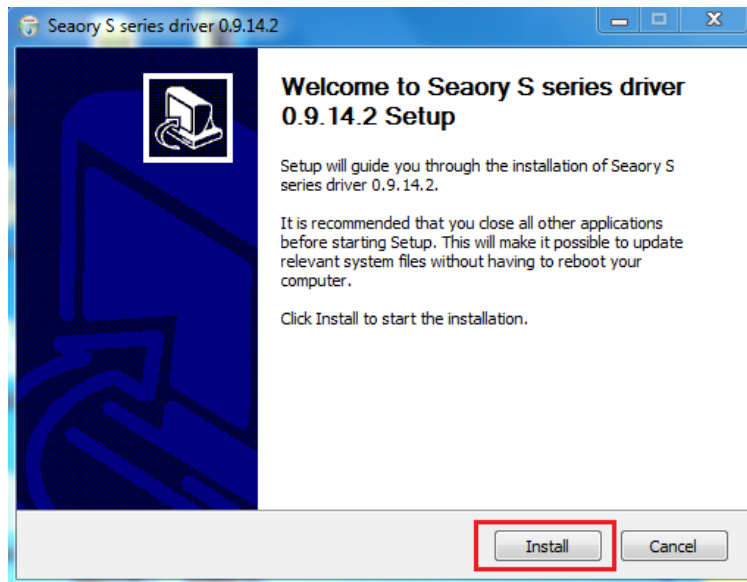 Seaory S series driver 0.9.14.2
Welcome to Seaory S series driver
0.9.14.2 Setup
Setup will guide you through the installation of Seaory S
series driver 0.9.14.2.
It is recommended that you close all other applications
before starting Setup. This will make it possible to update
relevant system files without having to reboot your
computer.
Click Install to start the installation.
Install
Cancel